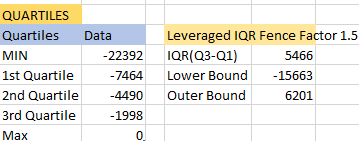 QUARTILES
Quartiles Data Leveraged IQR Fence Factor 1.5
MIN -22392 IQR(Q3-Q1) 5466
1st Quartile -7464 Lower Bound -15663
2nd Quartile -4490 Outer Bound 6201
3rd Quartile -1998
Max 0